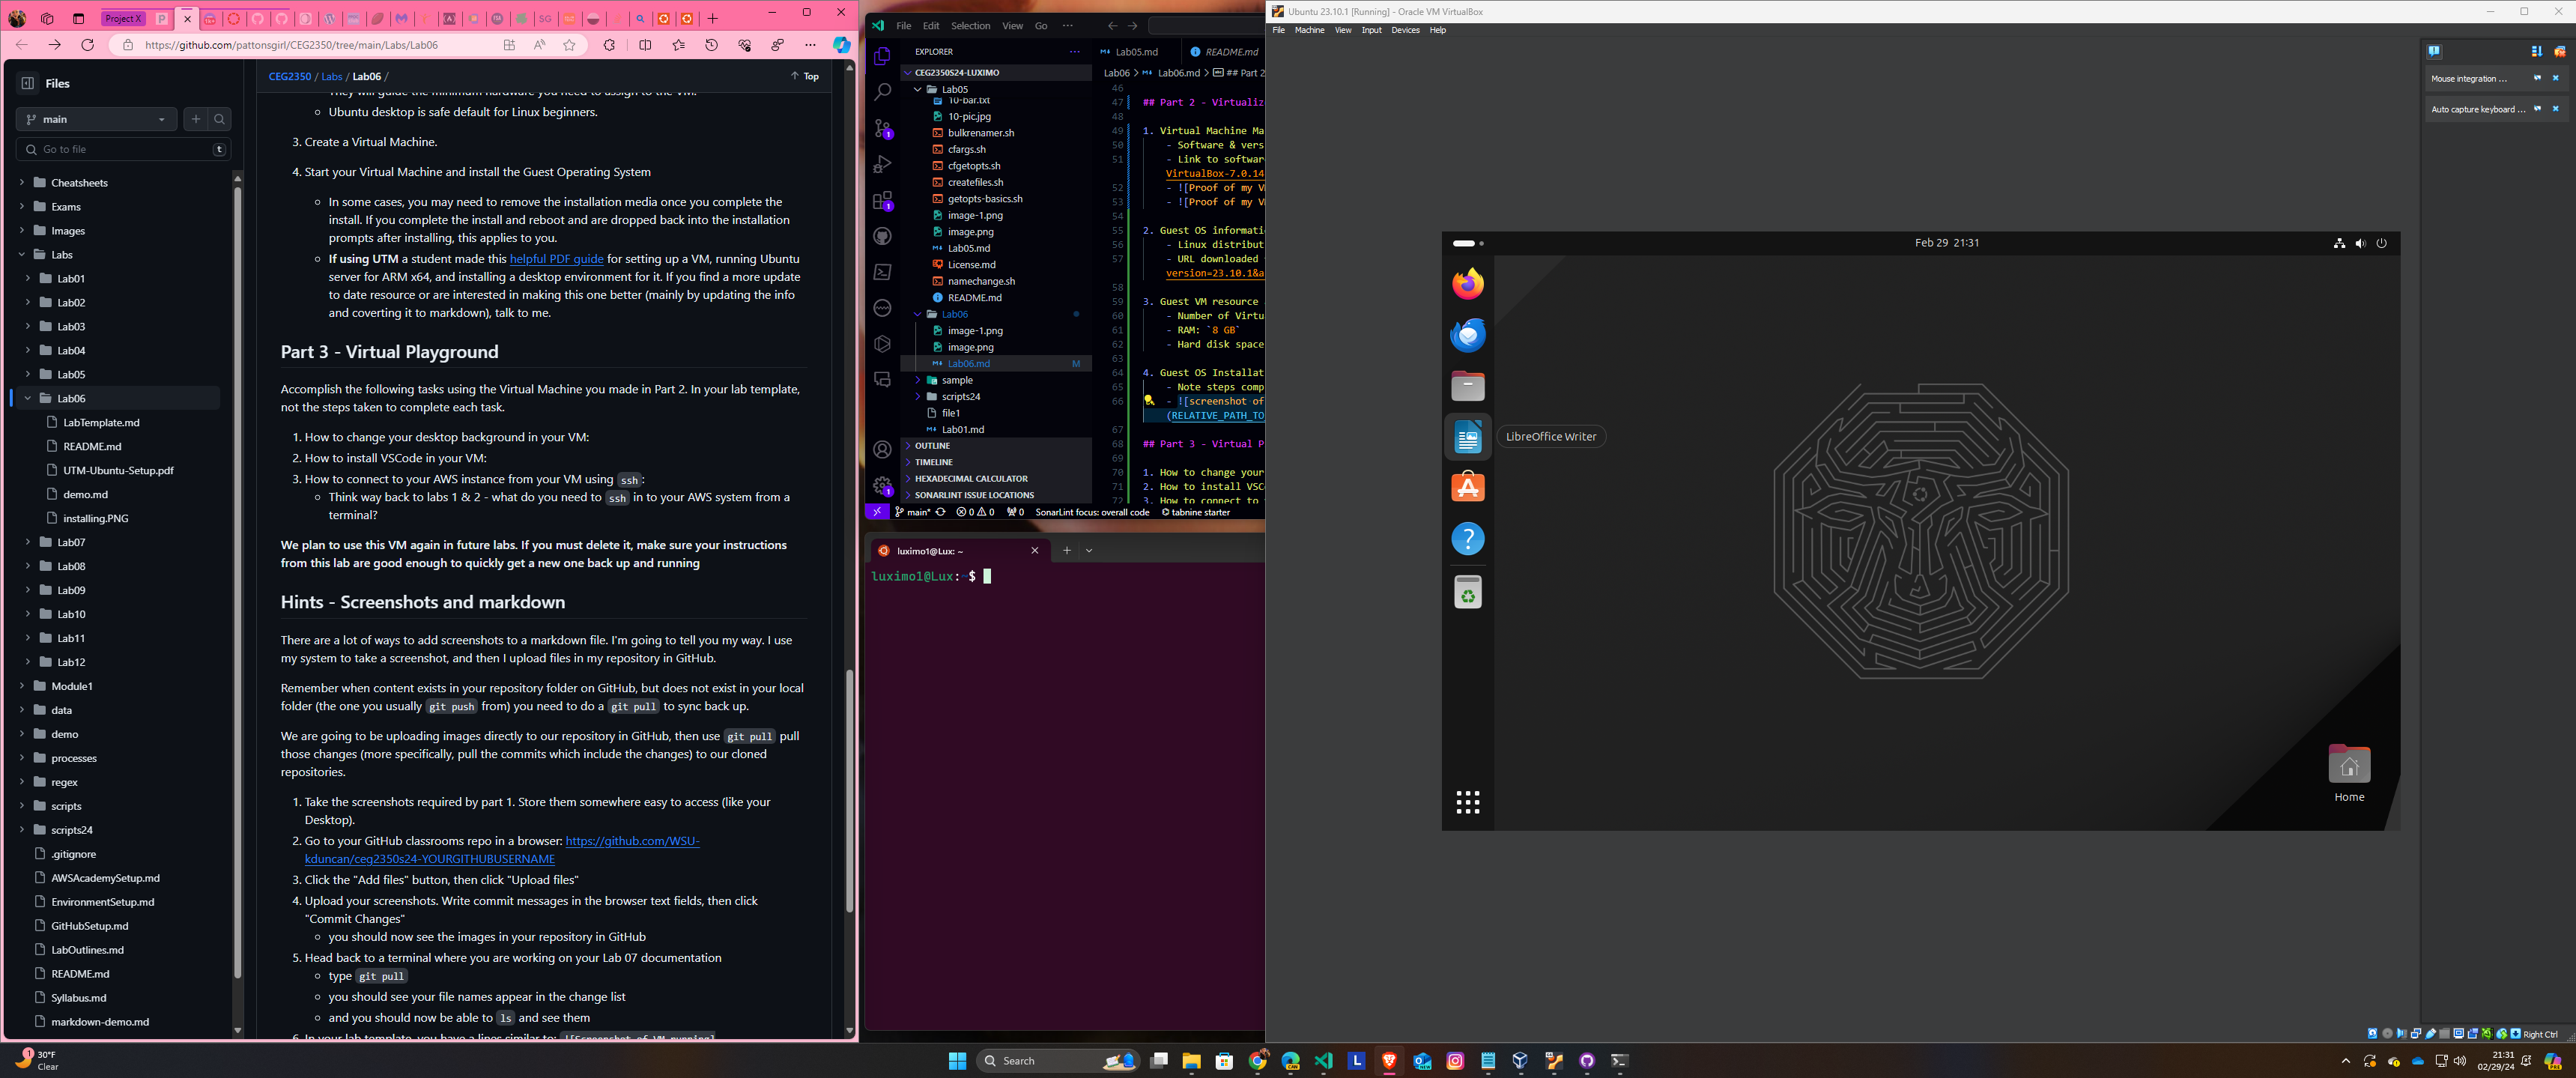 Project X
https://github.com/pattonsgirl/CEG2350/tree/main/Labs/Lab06
Files
main
Go to file
t
Cheatsheets
Exams
Images
Labs
Lab01
Lab02
Lab03
Lab04
Lab05
Lab06
LabTemplate.md
README.md
UTM-Ubuntu-Setup.pdf
demo.md
installing.PNG
Lab07
Lab08
Lab09
Lab10
Lab11
Lab12
Module1
data
demo
processes
regex
scripts
scripts24
.gitignore
AWSAcademySetup.md
EnvironmentSetup.md
GitHubSetup.md
LabOutlines.md
README.md
Syllabus.md
markdown-demo.md
CEG2350 / Labs / Lab06 /
Top
They will guide the minimum hardware you need to assign to the VM.
Ubuntu desktop is safe default for Linux beginners.
3. Create a Virtual Machine.
4. Start your Virtual Machine and install the Guest Operating System
In some cases, you may need to remove the installation media once you complete the
install. If you complete the install and reboot and are dropped back into the installation
prompts after installing, this applies to you.
If using UTM a student made this helpful PDF guide for setting up a VM, running Ubuntu
server for ARM x64, and installing a desktop environment for it. If you find a more update
to date resource or are interested in making this one better (mainly by updating the info
and coverting it to markdown), talk to me.
Part 3 - Virtual Playground
Accomplish the following tasks using the Virtual Machine you made in Part 2. In your lab template,
not the steps taken to complete each task.
1. How to change your desktop background in your VM:
2. How to install VSCode in your VM:
3. How to connect to your AWS instance from your VM using ssh:
Think way back to labs 1 & 2 - what do you need to ssh in to your AWS system from a
terminal?
We plan to use this VM again in future labs. If you must delete it, make sure your instructions
from this lab are good enough to quickly get a new one back up and running
Hints - Screenshots and markdown
There are a lot of ways to add screenshots to a markdown file. I'm going to tell you my way. I use
my system to take a screenshot, and then I upload files in my repository in GitHub.
Remember when content exists in your repository folder on GitHub, but does not exist in your local
folder (the one you usually git push from) you need to do a git pull to sync back up.
We are going to be uploading images directly to our repository in GitHub, then use git pull pull
those changes (more specifically, pull the commits which include the changes) to our cloned
repositories.
1. Take the screenshots required by part 1. Store them somewhere easy to access (like your
Desktop).
2. Go to your GitHub classrooms repo in a browser: https://github.com/WSU-
kduncan/ceg2350s24-YOURGITHUBUSERNAME
3. Click the "Add files" button, then click "Upload files"
4. Upload your screenshots. Write commit messages in the browser text fields, then click
"Commit Changes"
you should now see the images in your repository in GitHub
5. Head back to a terminal where you are working on your Lab 07 documentation
type git pull
you should see your file names appear in the change list
and you should now be able to ls and see them
6. In your lab template, you have a lines similar to: ![Screenshot of VM running]
File Edit Selection View Go ···
EXPLORER
CEG2350S24-LUXIMO
Lab05
10-bar.txt
10-pic.jpg
bulkrenamer.sh
cfargs.sh
cfgetopts.sh
createfiles.sh
getopts-basics.sh
image-1.png
image.png
Lab05.md
License.md
namechange.sh
README.md
Lab06
image-1.png
image.png
Lab06.md M
sample
scripts24
file1
Lab01.md
OUTLINE
TIMELINE
HEXADECIMAL CALCULATOR
SONARLINT ISSUE LOCATIONS
Lab05.md
README.md
Lab06 > Lab06.md > ## Part 2
46
47 ## Part 2 - Virtualiz
48
49 1. Virtual Machine Ma
50 - Software & vers
51 - Link to softwar
VirtualBox-7.0.14
52 - ![Proof of my V
53 - ![Proof of my V
54
55 2. Guest OS informati
56 - Linux distribut
57 - URL downloaded
version=23.10.1&a
58
59 3. Guest VM resource
60 - Number of Virtu
61 - RAM: `8 GB`
62 - Hard disk space
63
64 4. Guest OS Installat
65 - Note steps comp
66 - ![screenshot of
(RELATIVE_PATH_TO
67
68 ## Part 3 - Virtual P
69
70 1. How to change your
71 2. How to install VSC
72 3. How to connect to
main* 0 0 0 SonarLint focus: overall code tabnine starter
luximo1@Lux: ~
luximo1@Lux:~$
Ubuntu 23.10.1 [Running] - Oracle VM VirtualBox
File Machine View Input Devices Help
Mouse integration ...
Auto capture keyboard ...
Feb 29 21:31
LibreOffice Writer
Home
Right Ctrl
1
30°F
Clear
Search
21:31
02/29/24